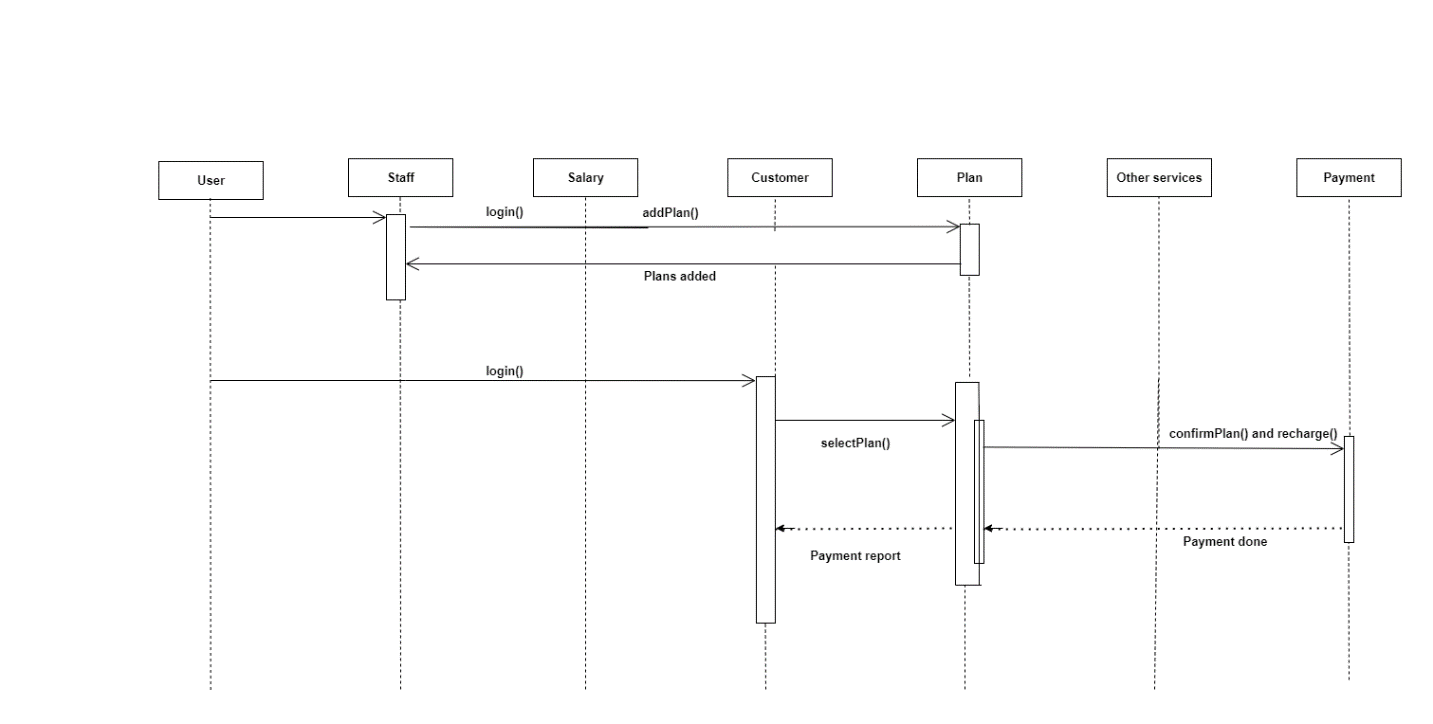 User
Staff
Salary
Customer
Plan
Other services
Payment
login()
addPlan()
Plans added
login()
selectPlan()
confirmPlan() and recharge()
Payment done
Payment report